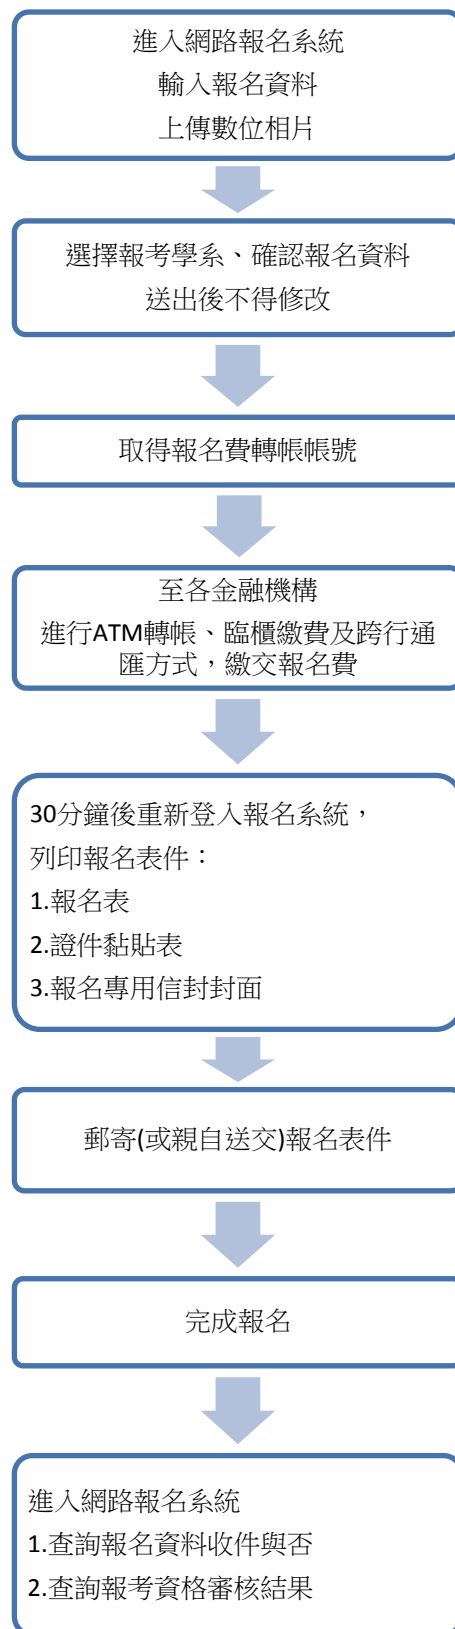 進入網路報名系統
輸入報名資料
上傳數位相片
選擇報考學系、確認報名資料
送出後不得修改
取得報名費轉帳帳號
至各金融機構
進行ATM轉帳、臨櫃繳費及跨行通
匯方式，繳交報名費
30分鐘後重新登入報名系統，
列印報名表件：
1.報名表
2.證件黏貼表
3.報名專用信封封面
郵寄(或親自送交)報名表件
完成報名
進入網路報名系統
1.查詢報名資料收件與否
2.查詢報考資格審核結果